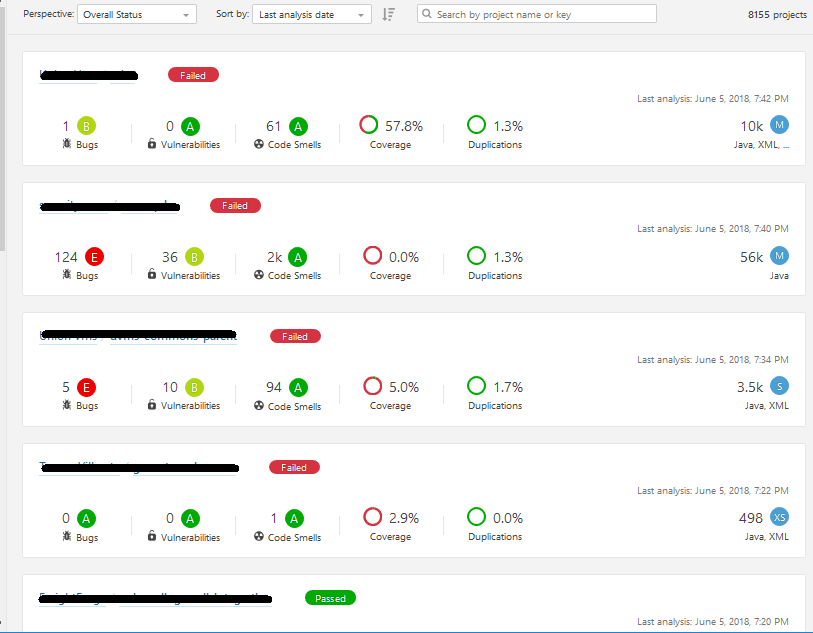 Perspective: Overall Status Sort by: Last analysis date Search by project name or key 8155 projects
Failed
Last analysis: June 5, 2018, 7:42 PM
1 B 0 A 61 A 57.8% 1.3% 10k M
Bugs Vulnerabilities Code Smells Coverage Duplications Java, XML, ...
Failed
Last analysis: June 5, 2018, 7:40 PM
124 E 36 B 2k A 0.0% 1.3% 56k M
Bugs Vulnerabilities Code Smells Coverage Duplications Java
Failed
Last analysis: June 5, 2018, 7:34 PM
5 E 10 B 94 A 5.0% 1.7% 3.5k S
Bugs Vulnerabilities Code Smells Coverage Duplications Java, XML
Failed
Last analysis: June 5, 2018, 7:22 PM
0 A 0 A 1 A 2.9% 0.0% 498 XS
Bugs Vulnerabilities Code Smells Coverage Duplications Java, XML
Passed
Last analysis: June 5, 2018, 7:20 PM